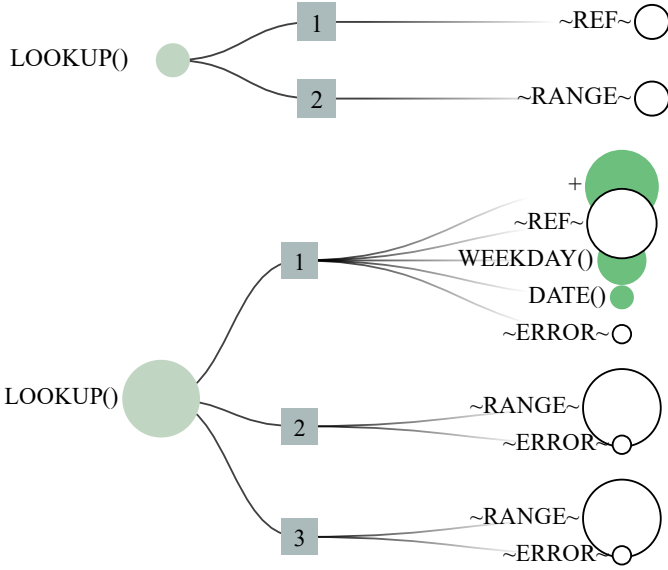 1
~REF~
LOOKUP()
2
~RANGE~
+
~REF~
1
WEEKDAY()
DATE()
~ERROR~
LOOKUP()
~RANGE~
2
~ERROR~
~RANGE~
3
~ERROR~